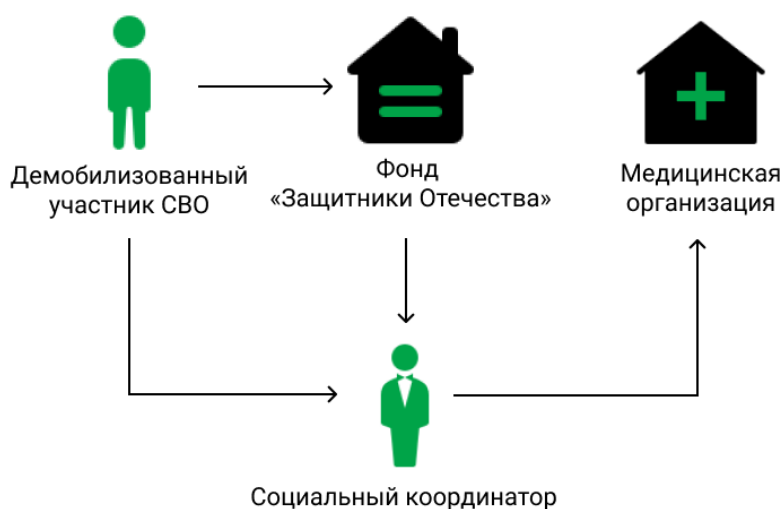 Демобилизованный
участник СВО
Фонд
«Защитники Отечества»
Медицинская
организация
Социальный координатор